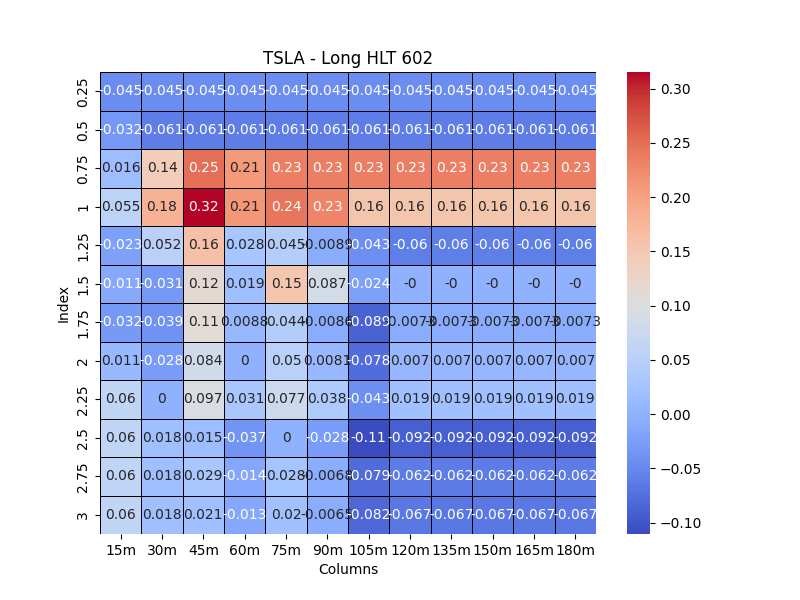 TSLA - Long HLT 602
0.25 -0.045 -0.045 -0.045 -0.045 -0.045 -0.045 -0.045 -0.045 -0.045 -0.045 -0.045 -0.045
0.5 -0.032 -0.061 -0.061 -0.061 -0.061 -0.061 -0.061 -0.061 -0.061 -0.061 -0.061 -0.061
0.75 0.016 0.14 0.25 0.21 0.23 0.23 0.23 0.23 0.23 0.23 0.23 0.23
1 0.055 0.18 0.32 0.21 0.24 0.23 0.16 0.16 0.16 0.16 0.16 0.16
1.25 -0.023 0.052 0.16 0.028 0.045 -0.0089 -0.043 -0.06 -0.06 -0.06 -0.06 -0.06
1.5 -0.011 -0.031 0.12 0.019 0.15 0.087 -0.024 -0 -0 -0 -0 -0
1.75 -0.032 -0.039 0.11 0.0088 0.044 -0.0086 -0.089 -0.0073 -0.0073 -0.0073 -0.0073 -0.0073
2 0.011 -0.028 0.084 0 0.05 0.0081 -0.078 0.007 0.007 0.007 0.007 0.007
2.25 0.06 0 0.097 0.031 0.077 0.038 -0.043 0.019 0.019 0.019 0.019 0.019
2.5 0.06 0.018 0.015 -0.037 0 -0.028 -0.11 -0.092 -0.092 -0.092 -0.092 -0.092
2.75 0.06 0.018 0.029 -0.014 0.028 -0.0068 -0.079 -0.062 -0.062 -0.062 -0.062 -0.062
3 0.06 0.018 0.021 -0.013 0.02 -0.0065 -0.082 -0.067 -0.067 -0.067 -0.067 -0.067
15m 30m 45m 60m 75m 90m 105m 120m 135m 150m 165m 180m
Columns
Index
0.30
0.25
0.20
0.15
0.10
0.05
0.00
−0.05
−0.10